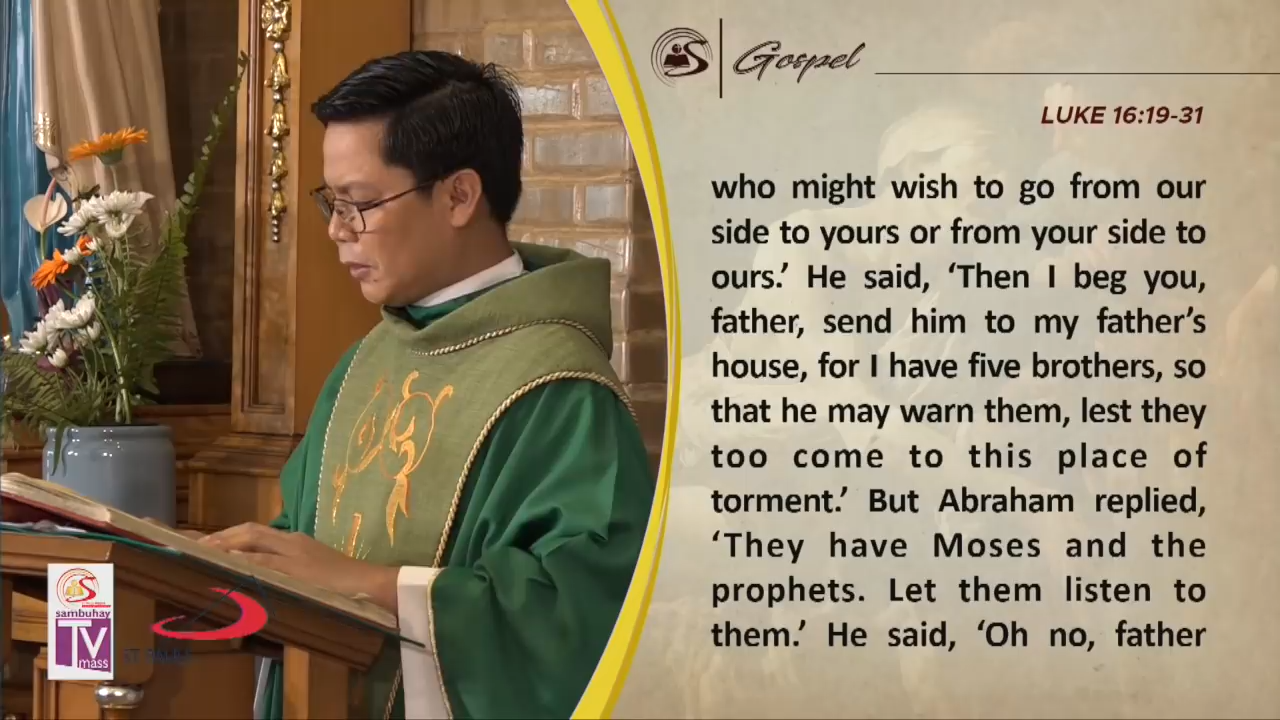 Gospel
LUKE 16:19-31
who might wish to go from our
side to yours or from your side to
ours.’ He said, ‘Then I beg you,
father, send him to my father’s
house, for I have five brothers, so
that he may warn them, lest they
too come to this place of
torment.’ But Abraham replied,
‘They have Moses and the
prophets. Let them listen to
them.’ He said, ‘Oh no, father
sambuhay
TV
mass